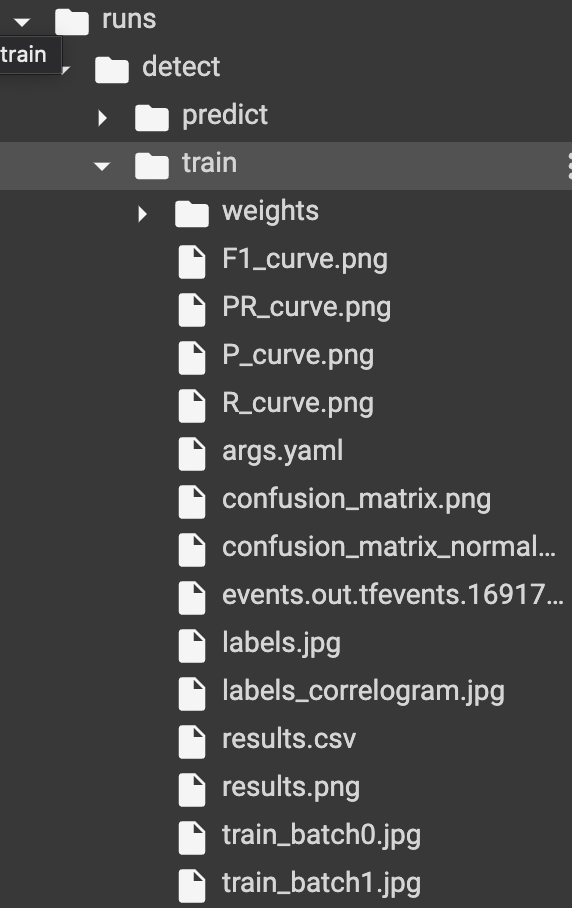 runs
train
detect
predict
train
weights
F1_curve.png
PR_curve.png
P_curve.png
R_curve.png
args.yaml
confusion_matrix.png
confusion_matrix_normal...
events.out.tfevents.16917...
labels.jpg
labels_correlogram.jpg
results.csv
results.png
train_batch0.jpg
train_batch1.jpg